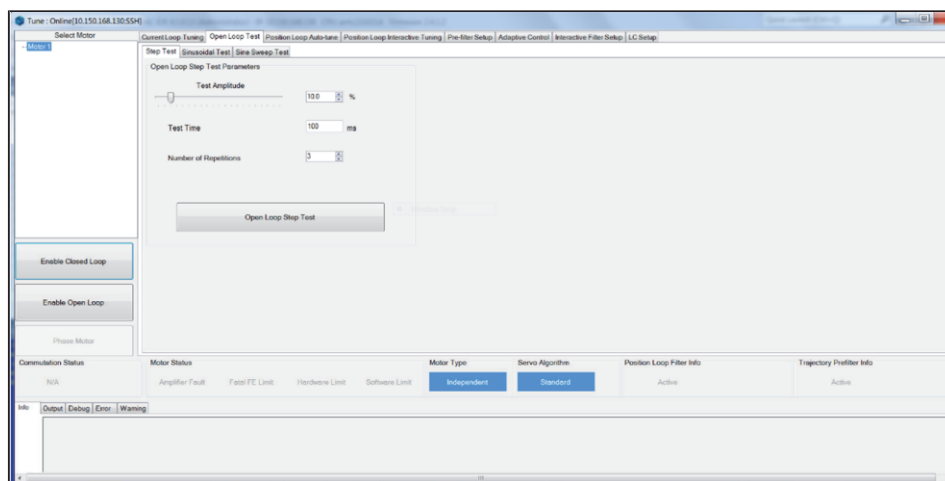 Tune : Online[10.150.168.130:SSH]
Select Motor
Motor 1
Current Loop Tuning Open Loop Test Position Loop Auto-tune Position Loop Interactive Tuning Pre-filter Setup Adaptive Control Interactive Filter Setup LC Setup
Step Test Sinusoidal Test Sine Sweep Test
Open Loop Step Test Parameters
Test Amplitude
10.0 %
Test Time 100 ms
Number of Repetitions 3
Open Loop Step Test
Enable Closed Loop
Enable Open Loop
Phase Motor
Commutation Status
N/A
Motor Status
Amplifier Fault Fatal FE Limit Hardware Limit Software Limit
Motor Type
Independent
Servo Algorithm
Standard
Position Loop Filter Info
Active
Trajectory Prefilter Info
Active
Info Output Debug Error Warning